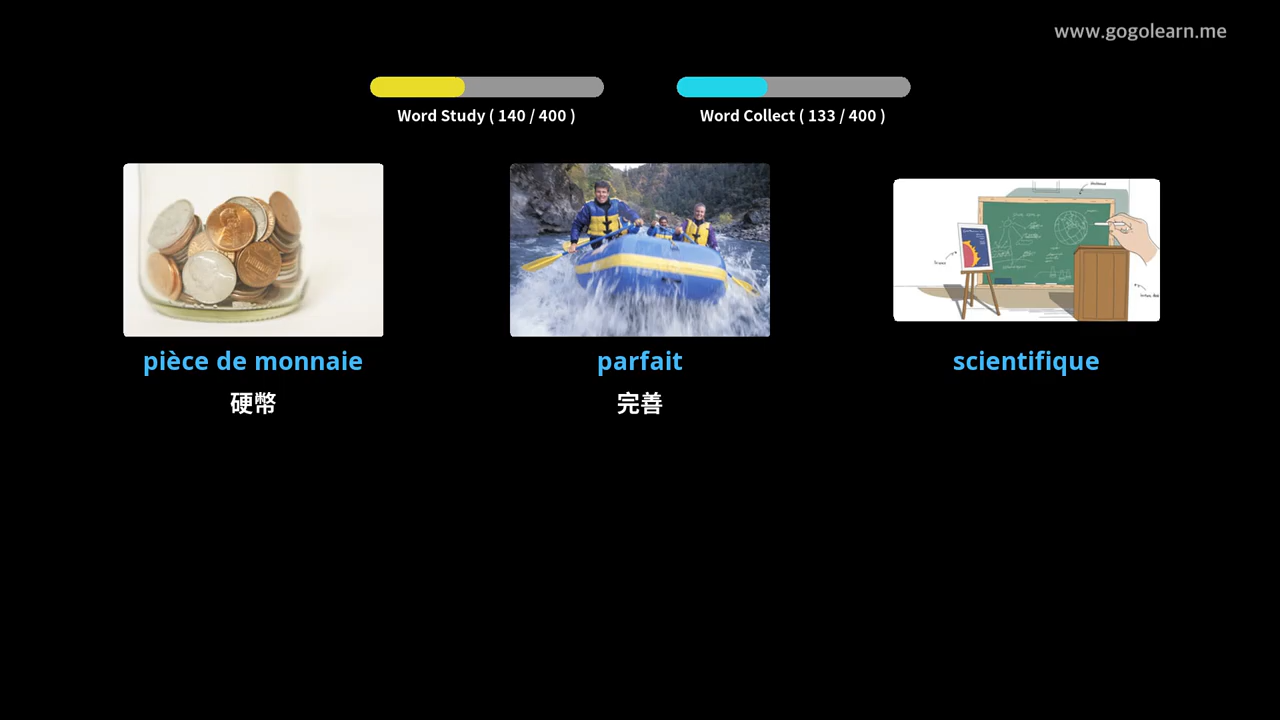 www.gogolearn.me
Word Study ( 140 / 400 )
Word Collect ( 133 / 400 )
pièce de monnaie
parfait
scientifique
硬幣
完善